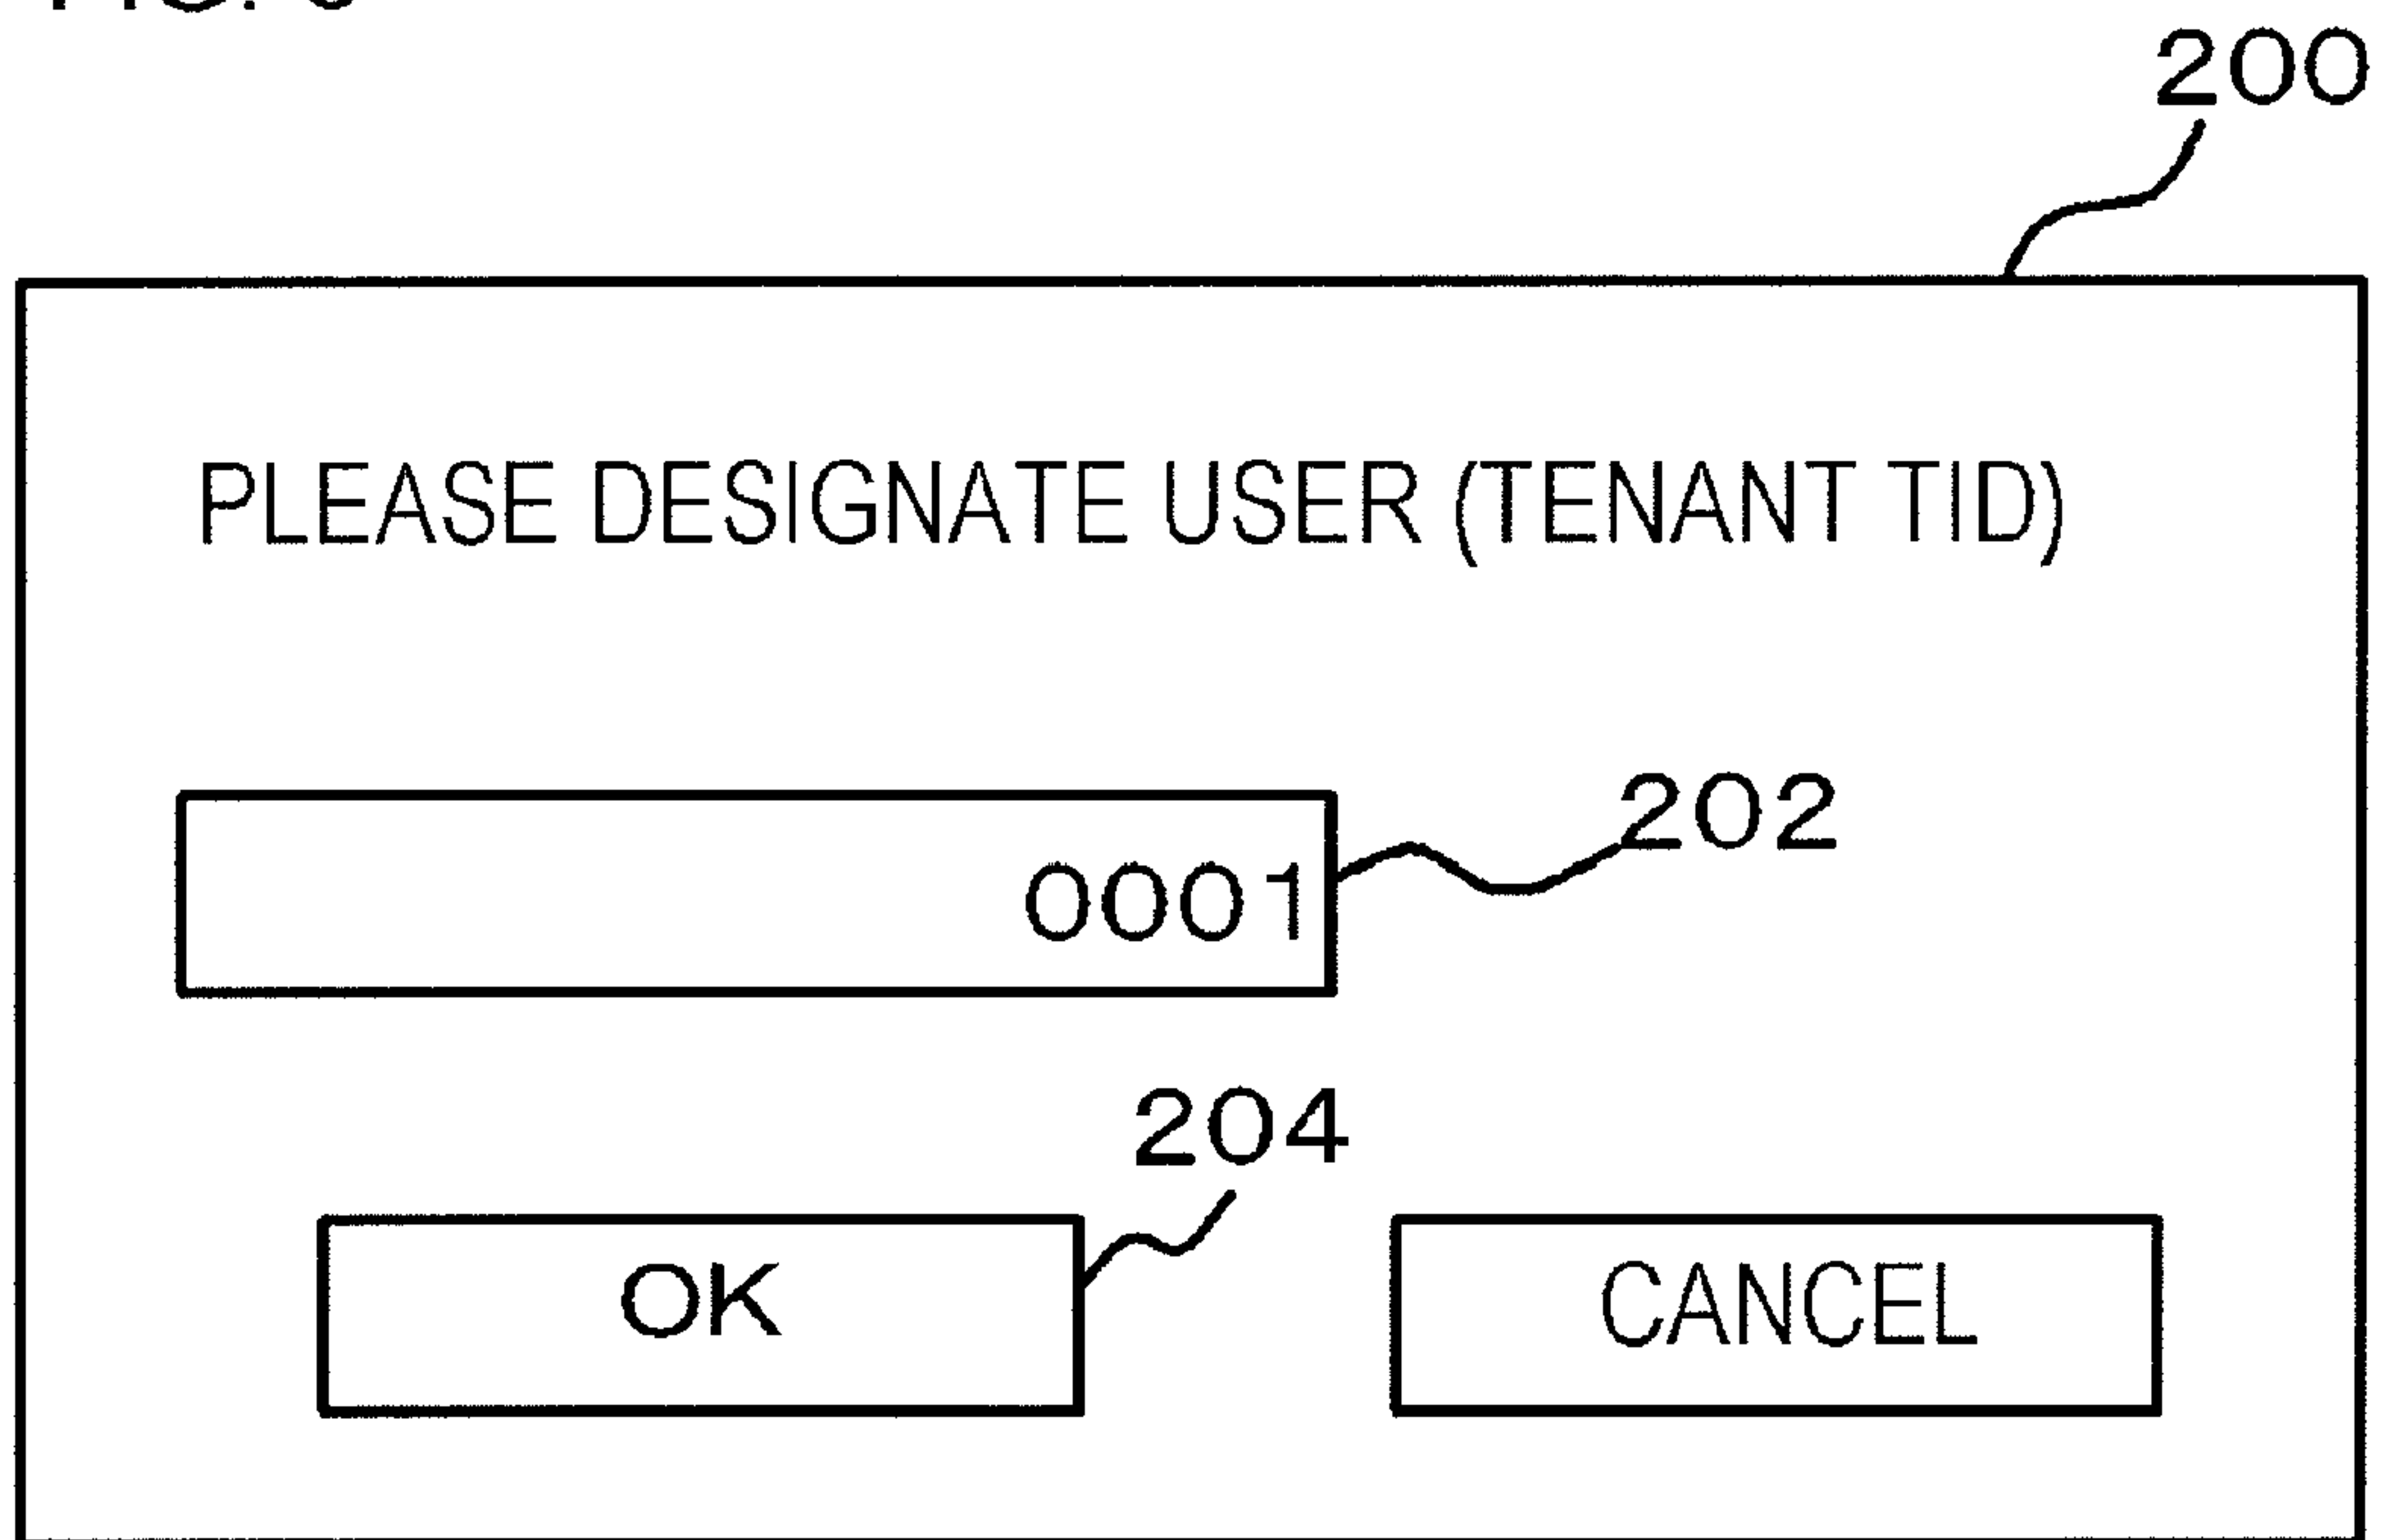 200
PLEASE DESIGNATE USER (TENANT TID)
202
0001
204
OK
CANCEL